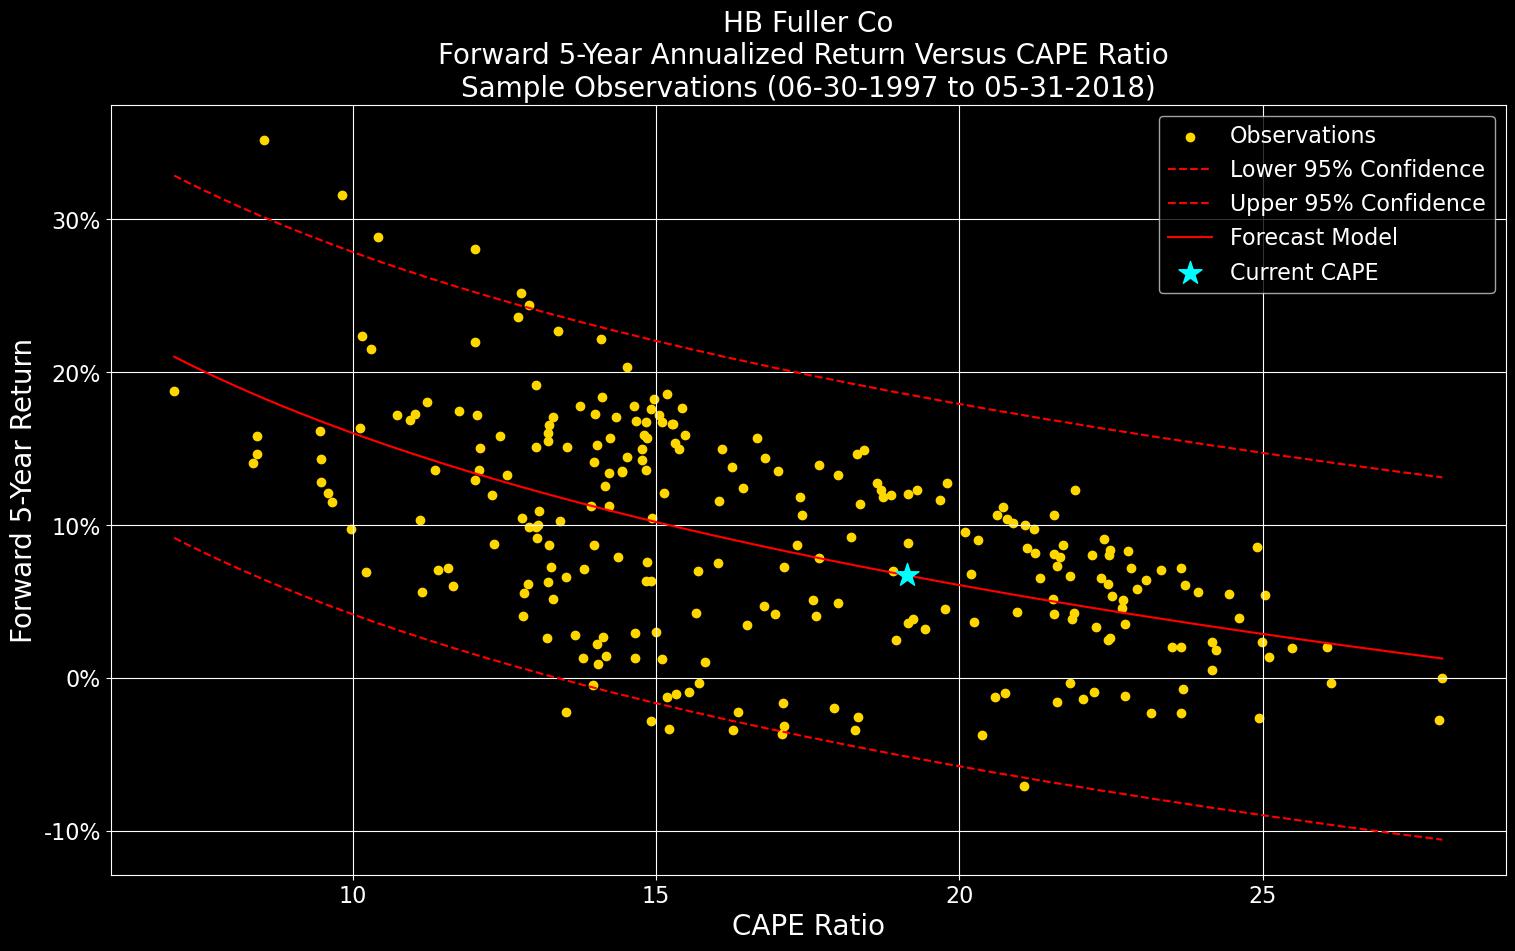 HB Fuller Co
Forward 5-Year Annualized Return Versus CAPE Ratio
Sample Observations (06-30-1997 to 05-31-2018)
Observations
Lower 95% Confidence
Upper 95% Confidence
Forecast Model
Current CAPE
Forward 5-Year Return
30%
20%
10%
0%
-10%
10
15
20
25
CAPE Ratio